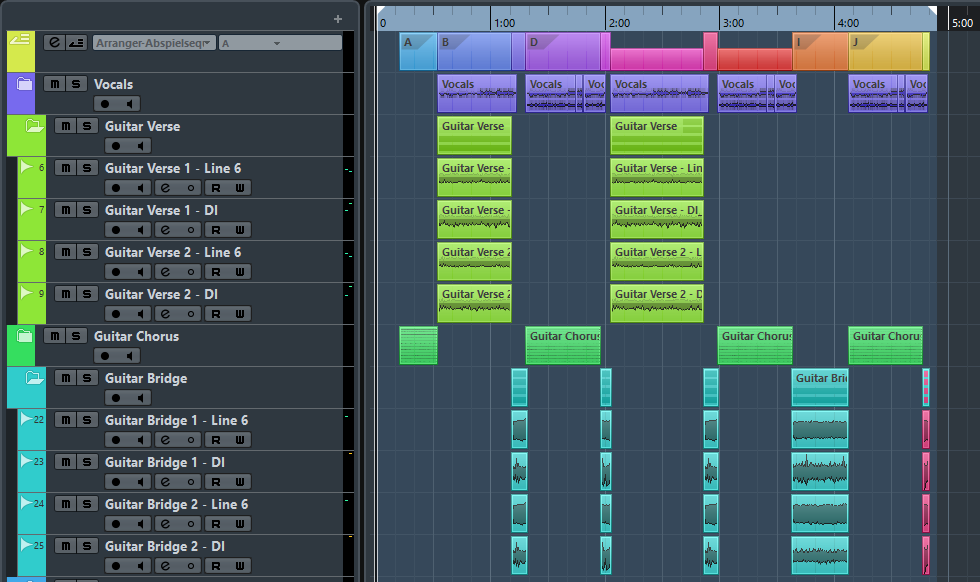 +
0 1:00 2:00 3:00 4:00 5:00
e Arranger-Abspielseq A
A B D I J
m S Vocals
Vocals Vocals Voc Vocals Vocals Voc Vocals Voc
m S Guitar Verse
Guitar Verse Guitar Verse
6 m S Guitar Verse 1 - Line 6
e R W
Guitar Verse - Guitar Verse - Lin
7 m S Guitar Verse 1 - DI
e R W
Guitar Verse - Guitar Verse - DI_
8 m S Guitar Verse 2 - Line 6
e R W
Guitar Verse 2 Guitar Verse 2 - L
9 m S Guitar Verse 2 - DI
e R W
Guitar Verse 2 Guitar Verse 2 - D
m S Guitar Chorus
Guitar Chorus Guitar Chorus Guitar Chorus
m S Guitar Bridge
Guitar Bri
22 m S Guitar Bridge 1 - Line 6
e R W
23 m S Guitar Bridge 1 - DI
e R W
24 m S Guitar Bridge 2 - Line 6
e R W
25 m S Guitar Bridge 2 - DI
e R W